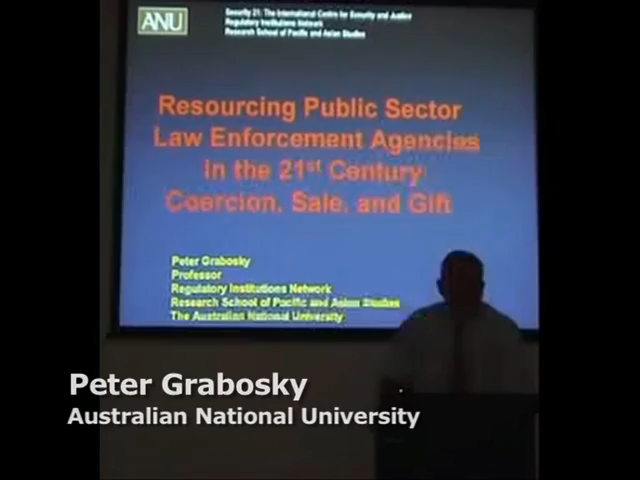 ANU
Security 21: The International Centre for Security and Justice
Regulatory Institutions Network
Research School of Pacific and Asian Studies
Resourcing Public Sector
Law Enforcement Agencies
in the 21st Century
Coercion, Sale, and Gift
Peter Grabosky
Professor
Regulatory Institutions Network
Research School of Pacific and Asian Studies
The Australian National University
Peter Grabosky
Australian National University